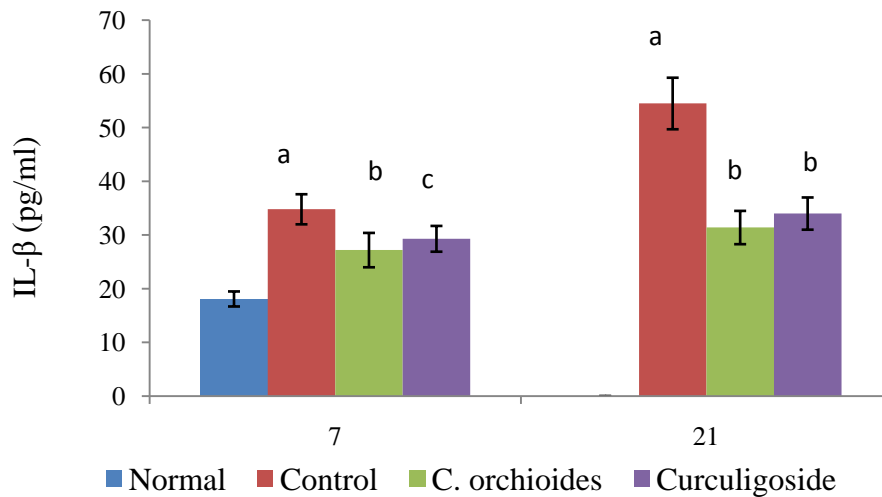 70
60
50
40
30
20
10
0
IL-β (pg/ml)
a
b
c
a
b
b
7
21
Normal Control C. orchioides Curculigoside